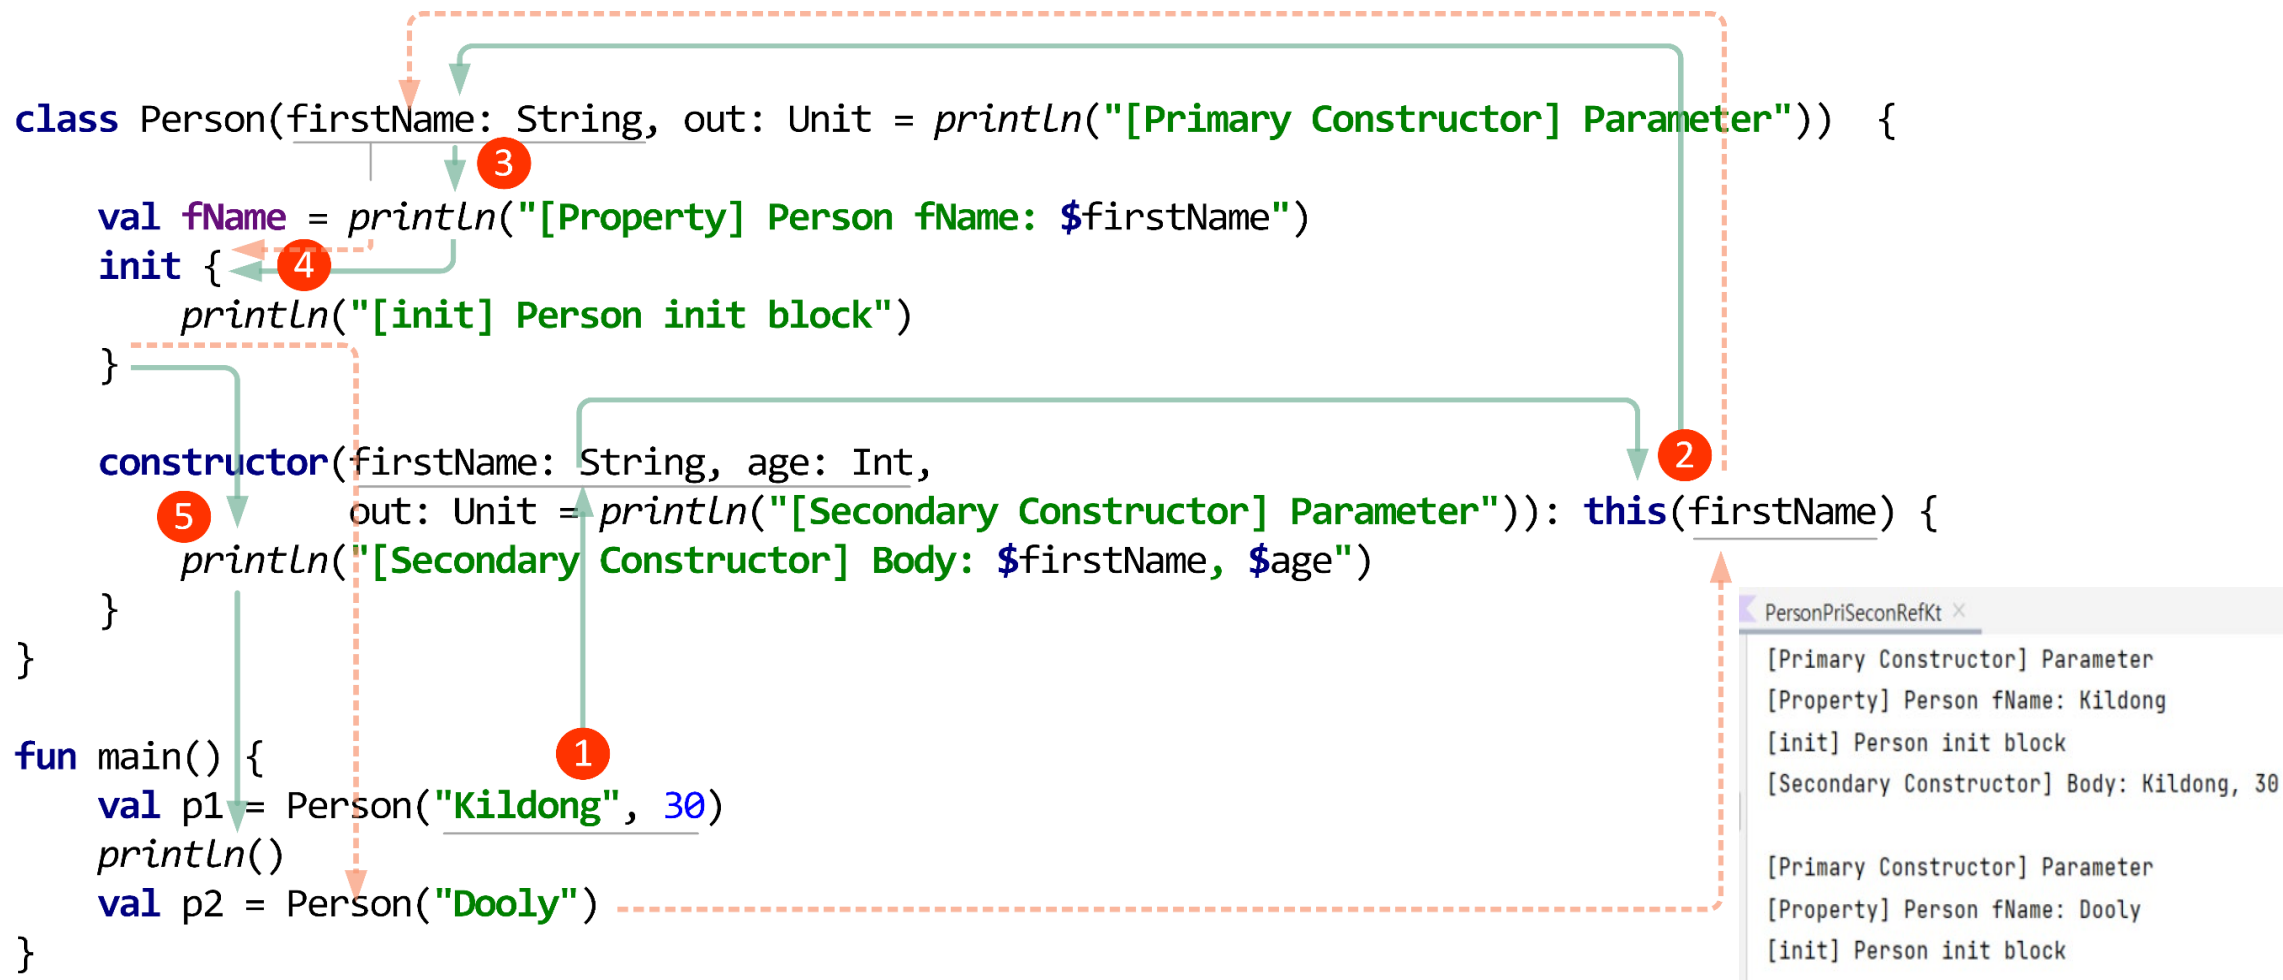 class Person(firstName: String, out: Unit = println("[Primary Constructor] Parameter"))  {
3
    val fName = println("[Property] Person fName: $firstName")
    init {
4
        println("[init] Person init block")
    }
    constructor(firstName: String, age: Int,
2
5
                out: Unit = println("[Secondary Constructor] Parameter")): this(firstName) {
        println("[Secondary Constructor] Body: $firstName, $age")
    }
}
fun main() {
1
    val p1 = Person("Kildong", 30)
    println()
    val p2 = Person("Dooly")
}
PersonPriSeconRefKt ×
[Primary Constructor] Parameter
[Property] Person fName: Kildong
[init] Person init block
[Secondary Constructor] Body: Kildong, 30
[Primary Constructor] Parameter
[Property] Person fName: Dooly
[init] Person init block